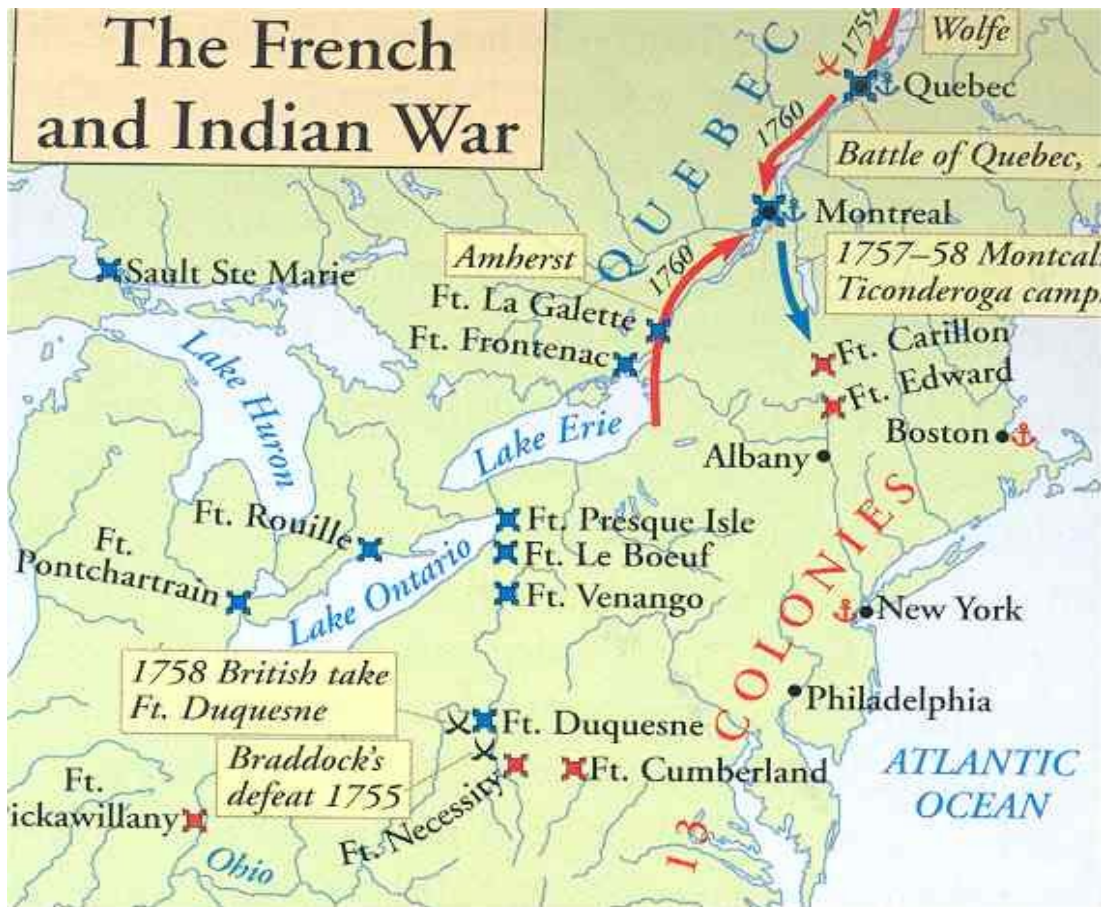 The French
and Indian War
1759
Wolfe
Quebec
QUEBEC
1760
Battle of Quebec,
Montreal
Amherst
1760
1757–58 Montcal
Ticonderoga camp
Sault Ste Marie
Ft. La Galette
Ft. Frontenac
Ft. Carillon
Ft. Edward
Lake Huron
Lake Erie
Boston
Albany
Ft. Rouille
Ft. Presque Isle
Ft. Le Boeuf
Ft.
Pontchartrain
Lake Ontario
Ft. Venango
New York
13 COLONIES
1758 British take
Ft. Duquesne
Philadelphia
Ft. Duquesne
Braddock's
defeat 1755
Ft. Cumberland
ATLANTIC
OCEAN
Ft.
ickawillany
Ft. Necessity
Ohio